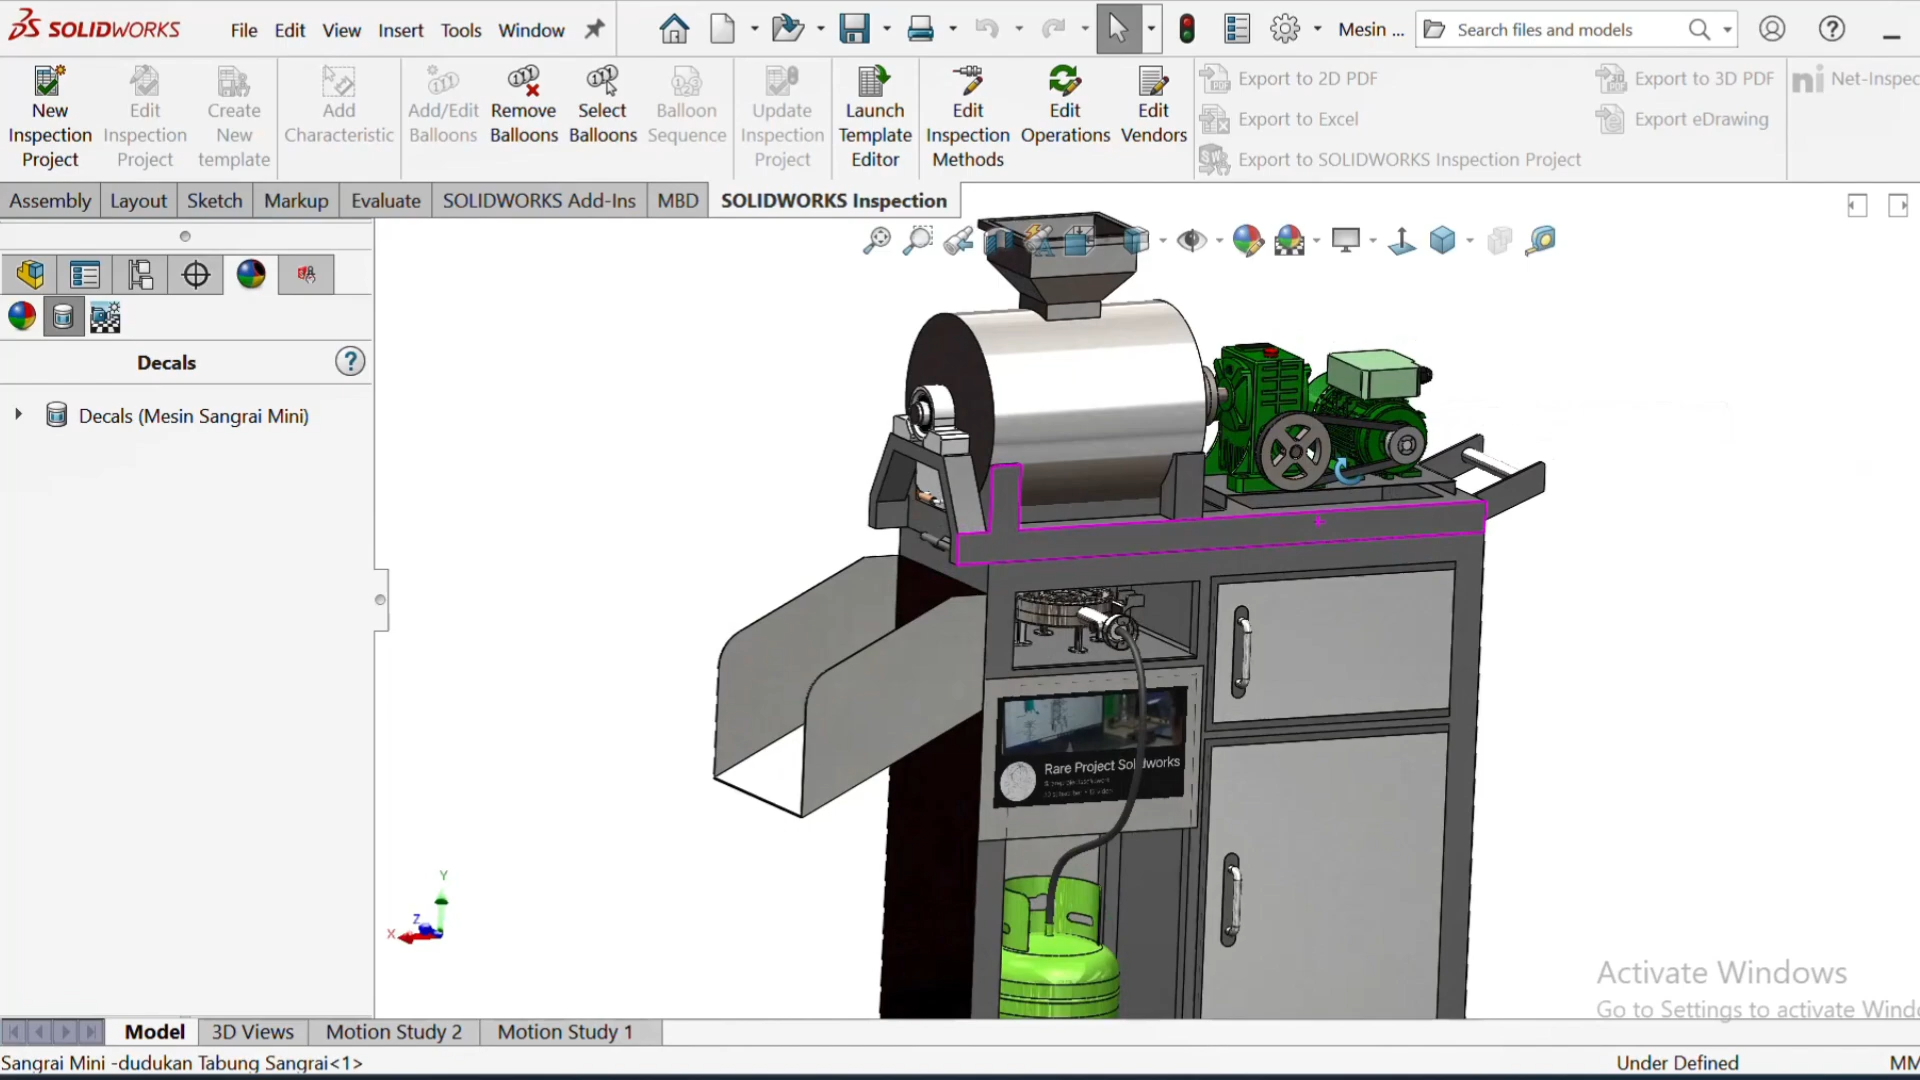 SOLIDWORKS
File Edit View Insert Tools Window
Mesin ...
Search files and models
New Inspection Project
Edit Inspection Project
Create New template
Add Characteristic
Add/Edit Balloons
Remove Balloons
Select Balloons
Balloon Sequence
Update Inspection Project
Launch Template Editor
Edit Inspection Methods
Edit Operations
Edit Vendors
Export to 2D PDF
Export to Excel
Export to SOLIDWORKS Inspection Project
Export to 3D PDF
Export eDrawing
Net-Inspec
Assembly Layout Sketch Markup Evaluate SOLIDWORKS Add-Ins MBD SOLIDWORKS Inspection
Decals
Decals (Mesin Sangrai Mini)
Rare Project Solidworks
Y
Z
X
Activate Windows
Go to Settings to activate Wind
Model 3D Views Motion Study 2 Motion Study 1
Sangrai Mini -dudukan Tabung Sangrai<1>
Under Defined
MM